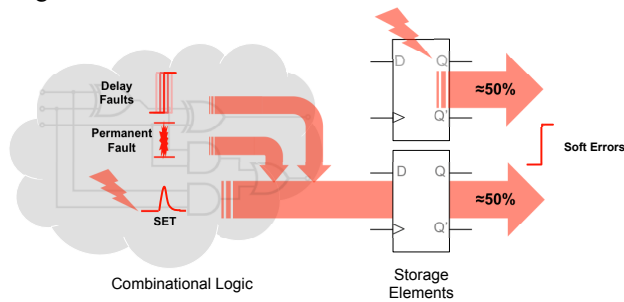 Delay
Faults
Permanent
Fault
SET
Combinational Logic
D
Q
Q'
≈50%
D
Q
Q'
≈50%
Soft Errors
Storage
Elements